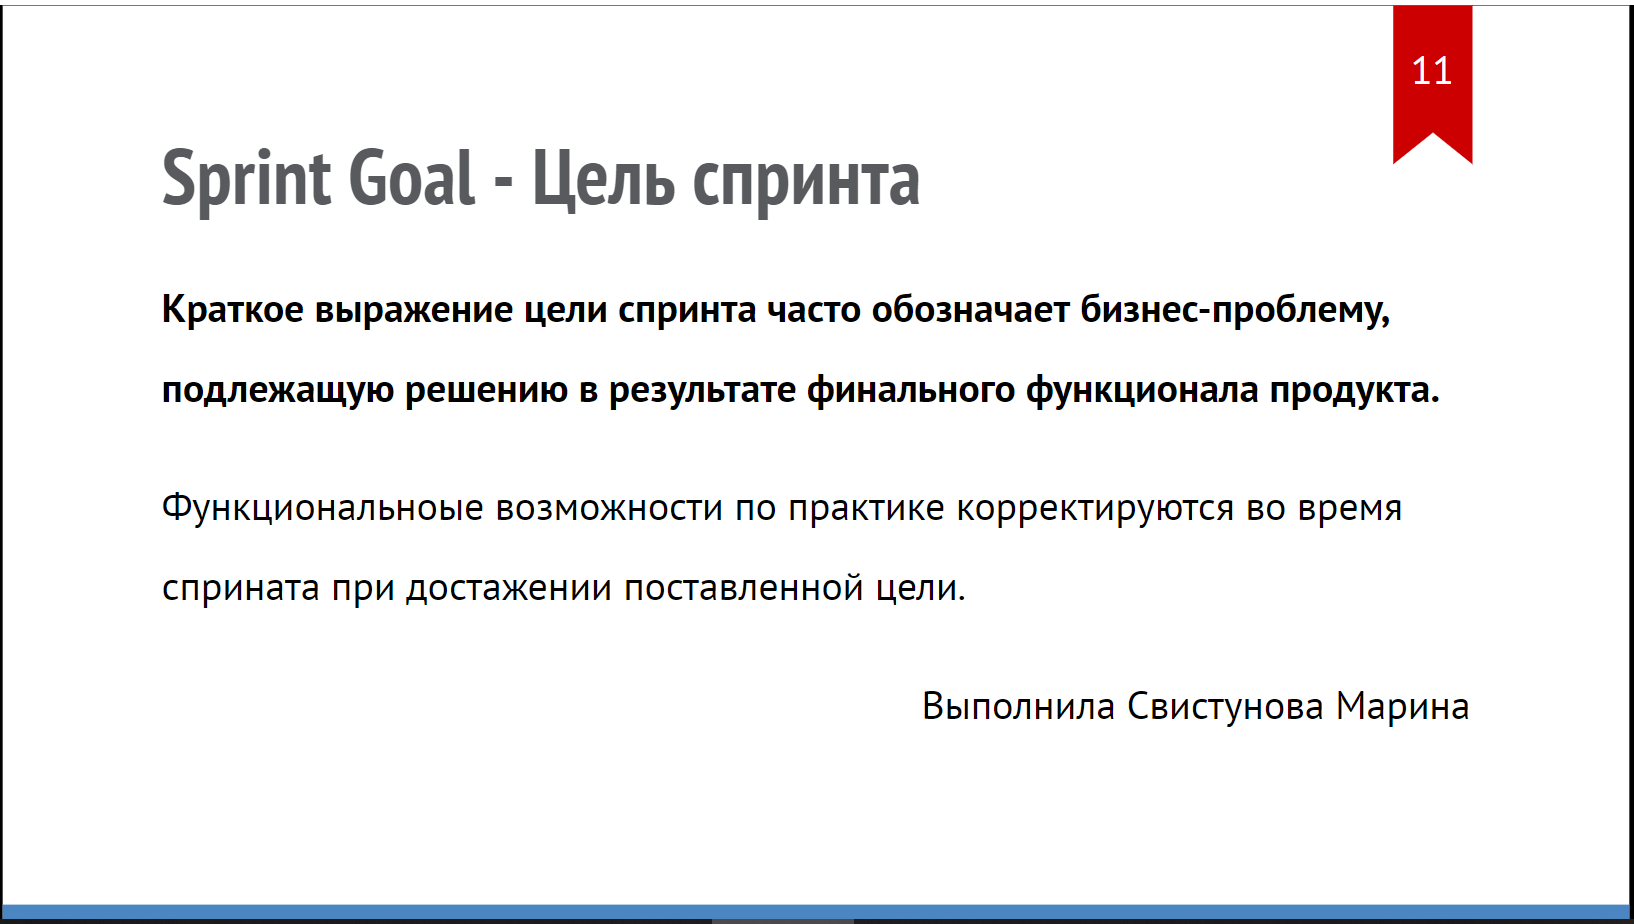 11
Sprint Goal - Цель спринта
Краткое выражение цели спринта часто обозначает бизнес-проблему,
подлежащую решению в результате финального функционала продукта.
Функциональноые возможности по практике корректируются во время
сприната при достажении поставленной цели.
Выполнила Свистунова Марина